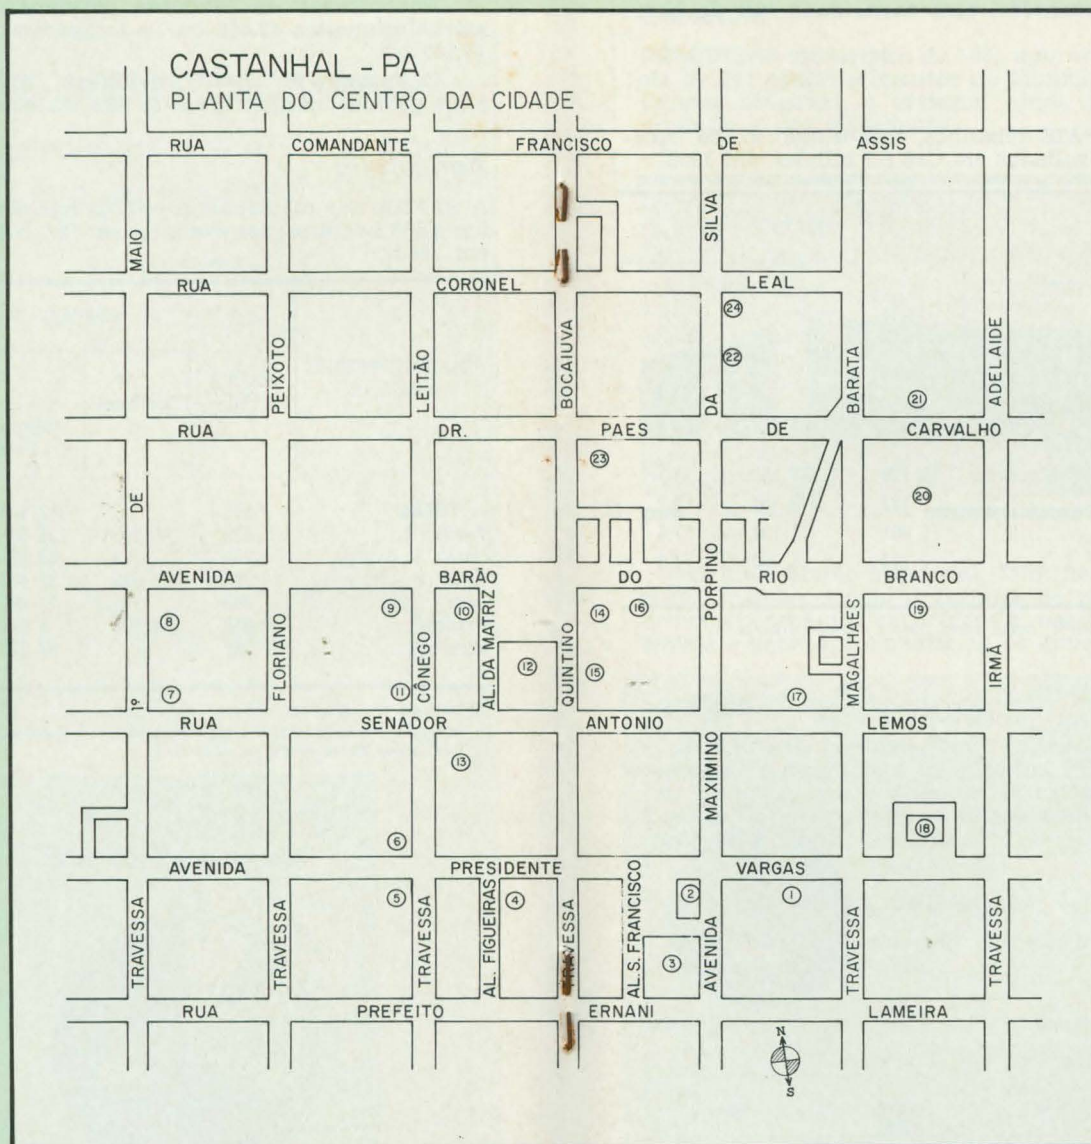 CASTANHAL - PA
PLANTA DO CENTRO DA CIDADE
RUA COMANDANTE FRANCISCO DE ASSIS
RUA CORONEL LEAL
RUA DR. PAES DE CARVALHO
AVENIDA BARÃO DO RIO BRANCO
RUA SENADOR ANTONIO LEMOS
AVENIDA PRESIDENTE VARGAS
RUA PREFEITO ERNANI LAMEIRA
TRAVESSA 1º DE MAIO
TRAVESSA FLORIANO PEIXOTO
TRAVESSA CÔNEGO LEITÃO
AL. FIGUEIRAS
AL. DA MATRIZ
TRAVESSA QUINTINO BOCAIUVA
AL. S. FRANCISCO
AVENIDA MAXIMINO PORPINO DA SILVA
TRAVESSA MAGALHAES BARATA
TRAVESSA IRMÃ ADELAIDE
24
22
21
23
20
8
9
10
14
16
19
7
11
12
15
17
13
6
18
5
4
2
1
3
N
S